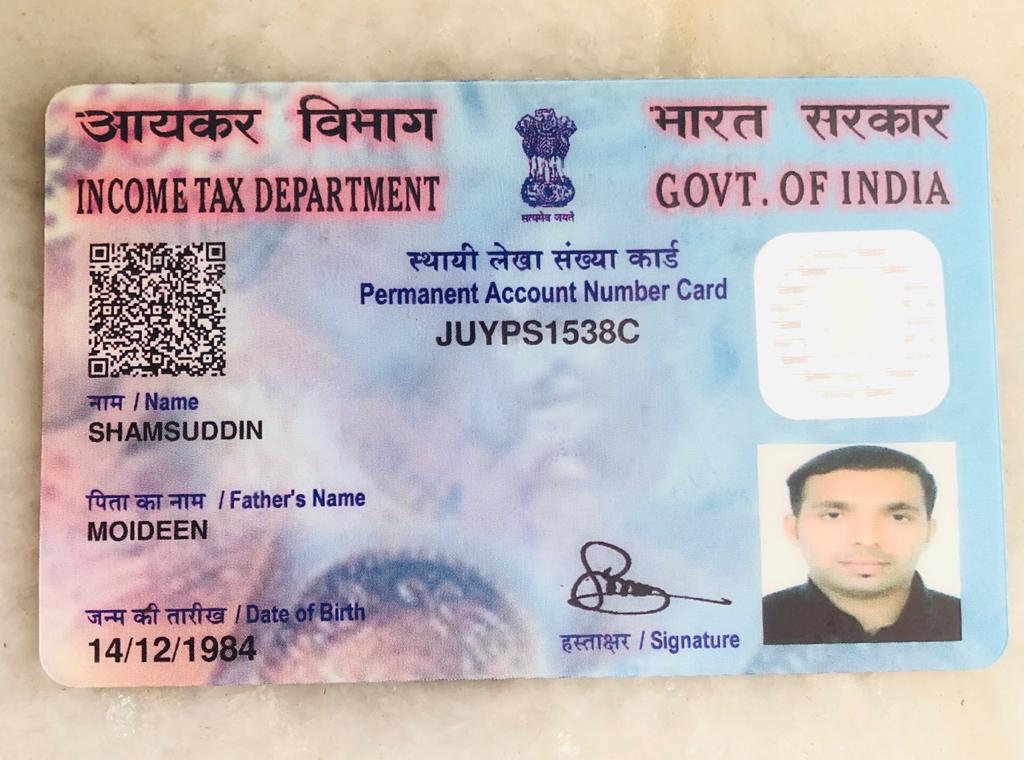 आयकर विभाग
INCOME TAX DEPARTMENT
सत्यमेव जयते
भारत सरकार
GOVT. OF INDIA
स्थायी लेखा संख्या कार्ड
Permanent Account Number Card
JUYPS1538C
नाम / Name
SHAMSUDDIN
पिता का नाम / Father's Name
MOIDEEN
जन्म की तारीख / Date of Birth
14/12/1984
हस्ताक्षर / Signature